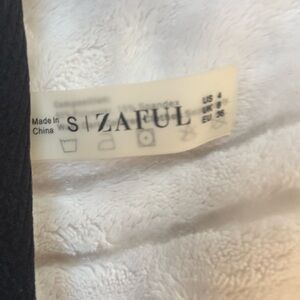 Made In
China
S | ZAFUL
US 4
UK 8
EU 36